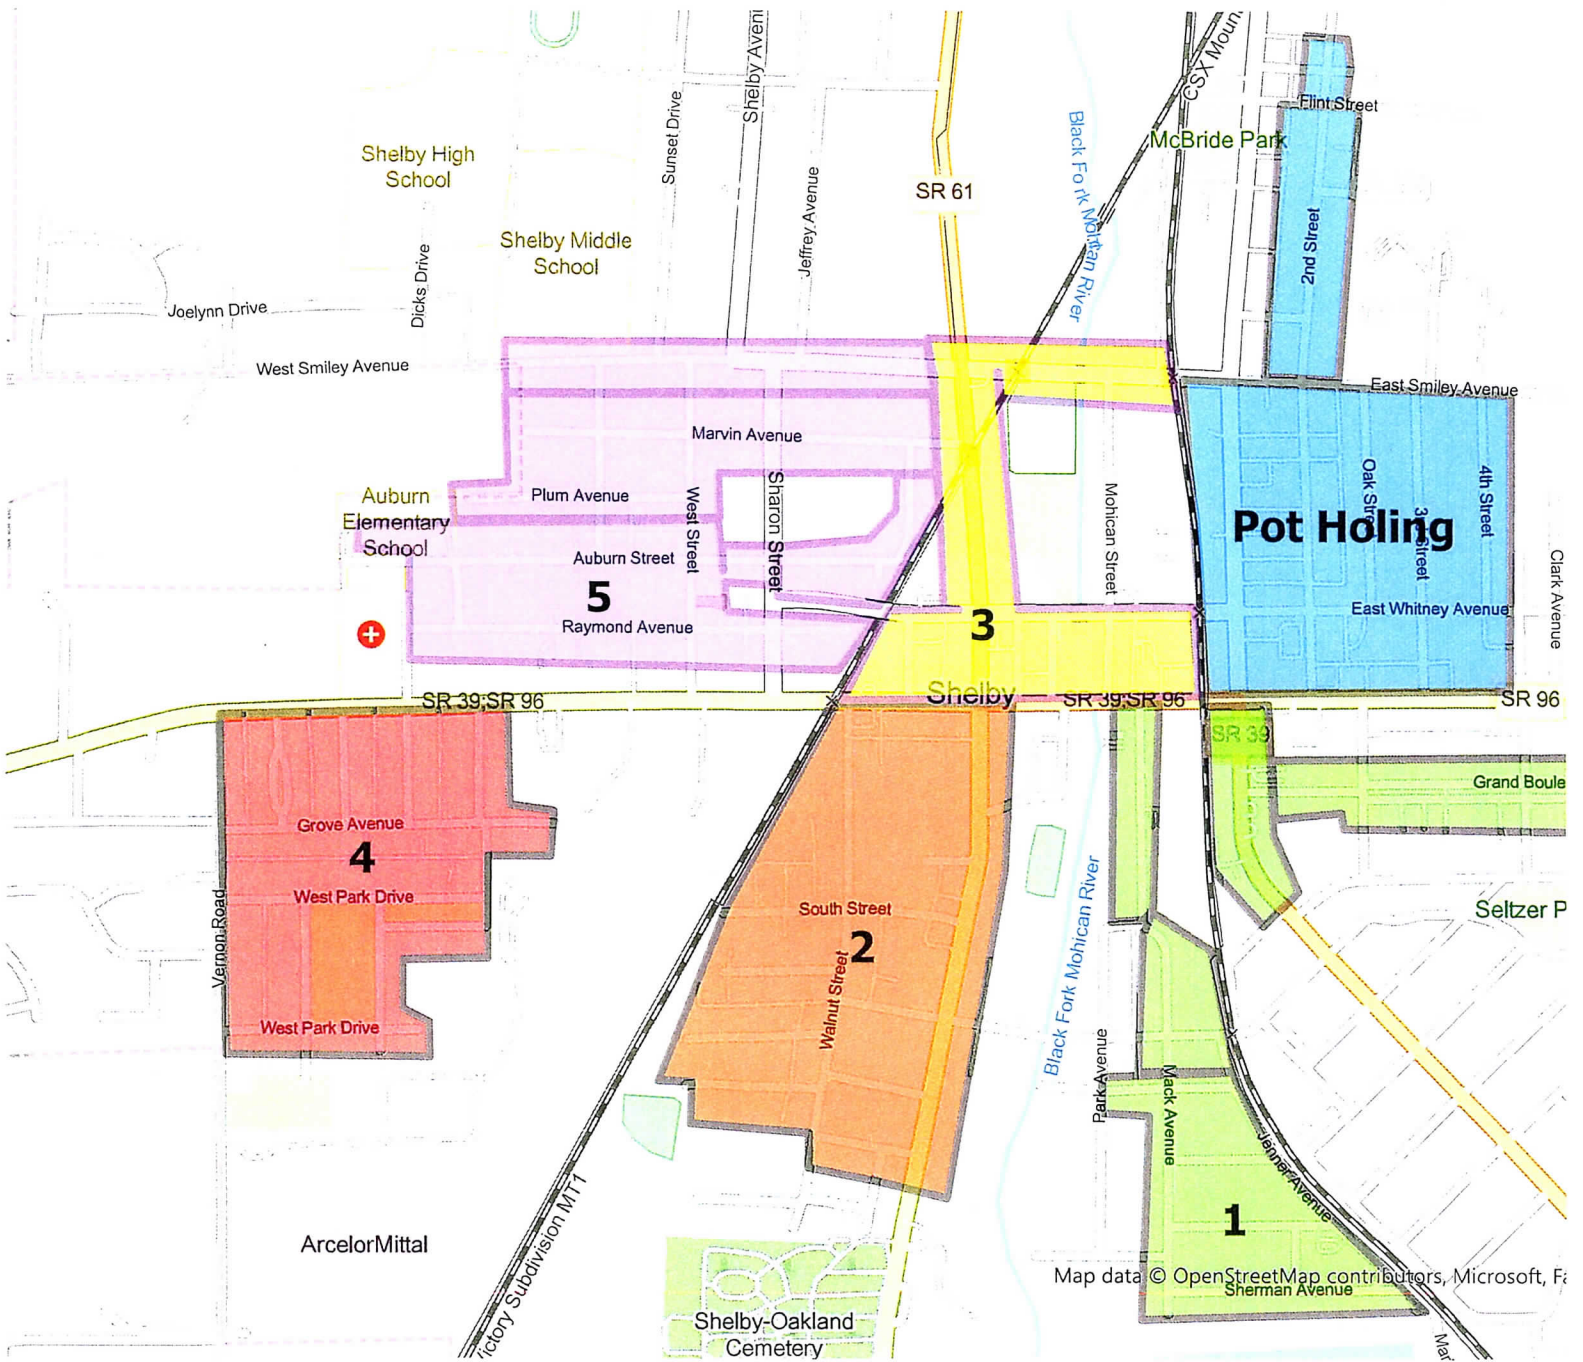 CSX Moun
Shelby Aven
Flint Street
Sunset Drive
Black Fork Mohican River
McBride Park
Shelby High
School
SR 61
Jeffrey Avenue
2nd Street
Shelby Middle
School
Dicks Drive
Joelynn Drive
West Smiley Avenue
East Smiley Avenue
Marvin Avenue
Auburn
Elementary
School
Plum Avenue
West Street
Sharon Street
Mohican Street
Oak Street
3rd Street
4th Street
Pot Holing
Auburn Street
Clark Avenue
5
East Whitney Avenue
Raymond Avenue
3
SR 39;SR 96
Shelby
SR 39;SR 96
SR 96
SR 39
Grand Boule
Grove Avenue
4
West Park Drive
Vernon Road
South Street
2
Walnut Street
Black Fork Mohican River
Seltzer P
West Park Drive
Park Avenue
Mack Avenue
Jenner Avenue
1
ArcelorMittal
ictory Subdivision MT1
Map data © OpenStreetMap contributors, Microsoft, Fa
Sherman Avenue
Shelby-Oakland
Cemetery
Mar